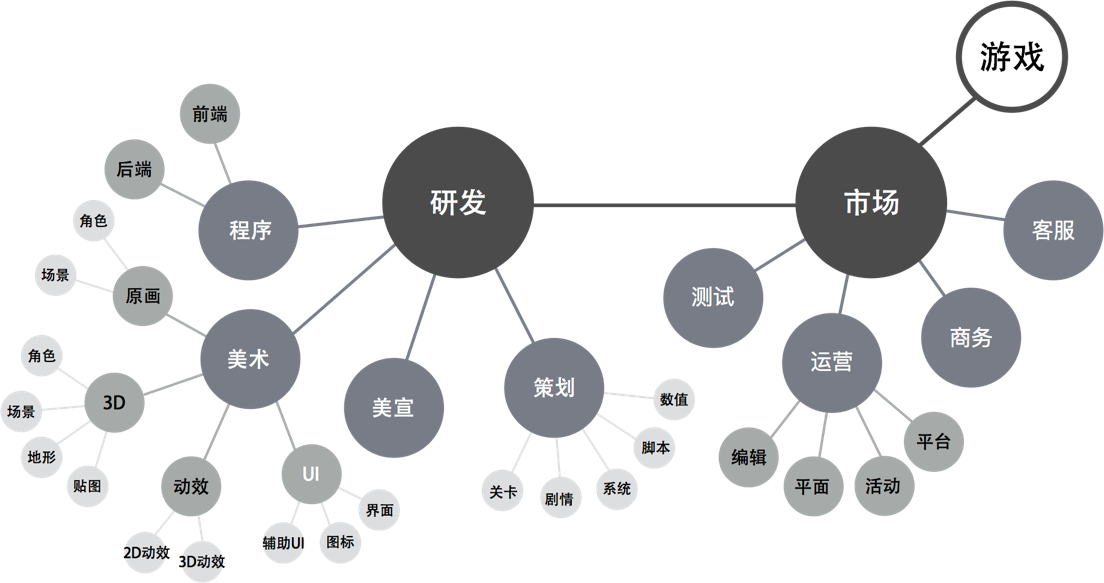 游戏
前端
后端
研发
市场
角色
程序
客服
场景
原画
测试
角色
美术
运营
商务
3D
场景
美宣
策划
数值
地形
脚本
平台
贴图
动效
UI
编辑
关卡
剧情
系统
平面
活动
界面
2D动效
3D动效
辅助UI
图标